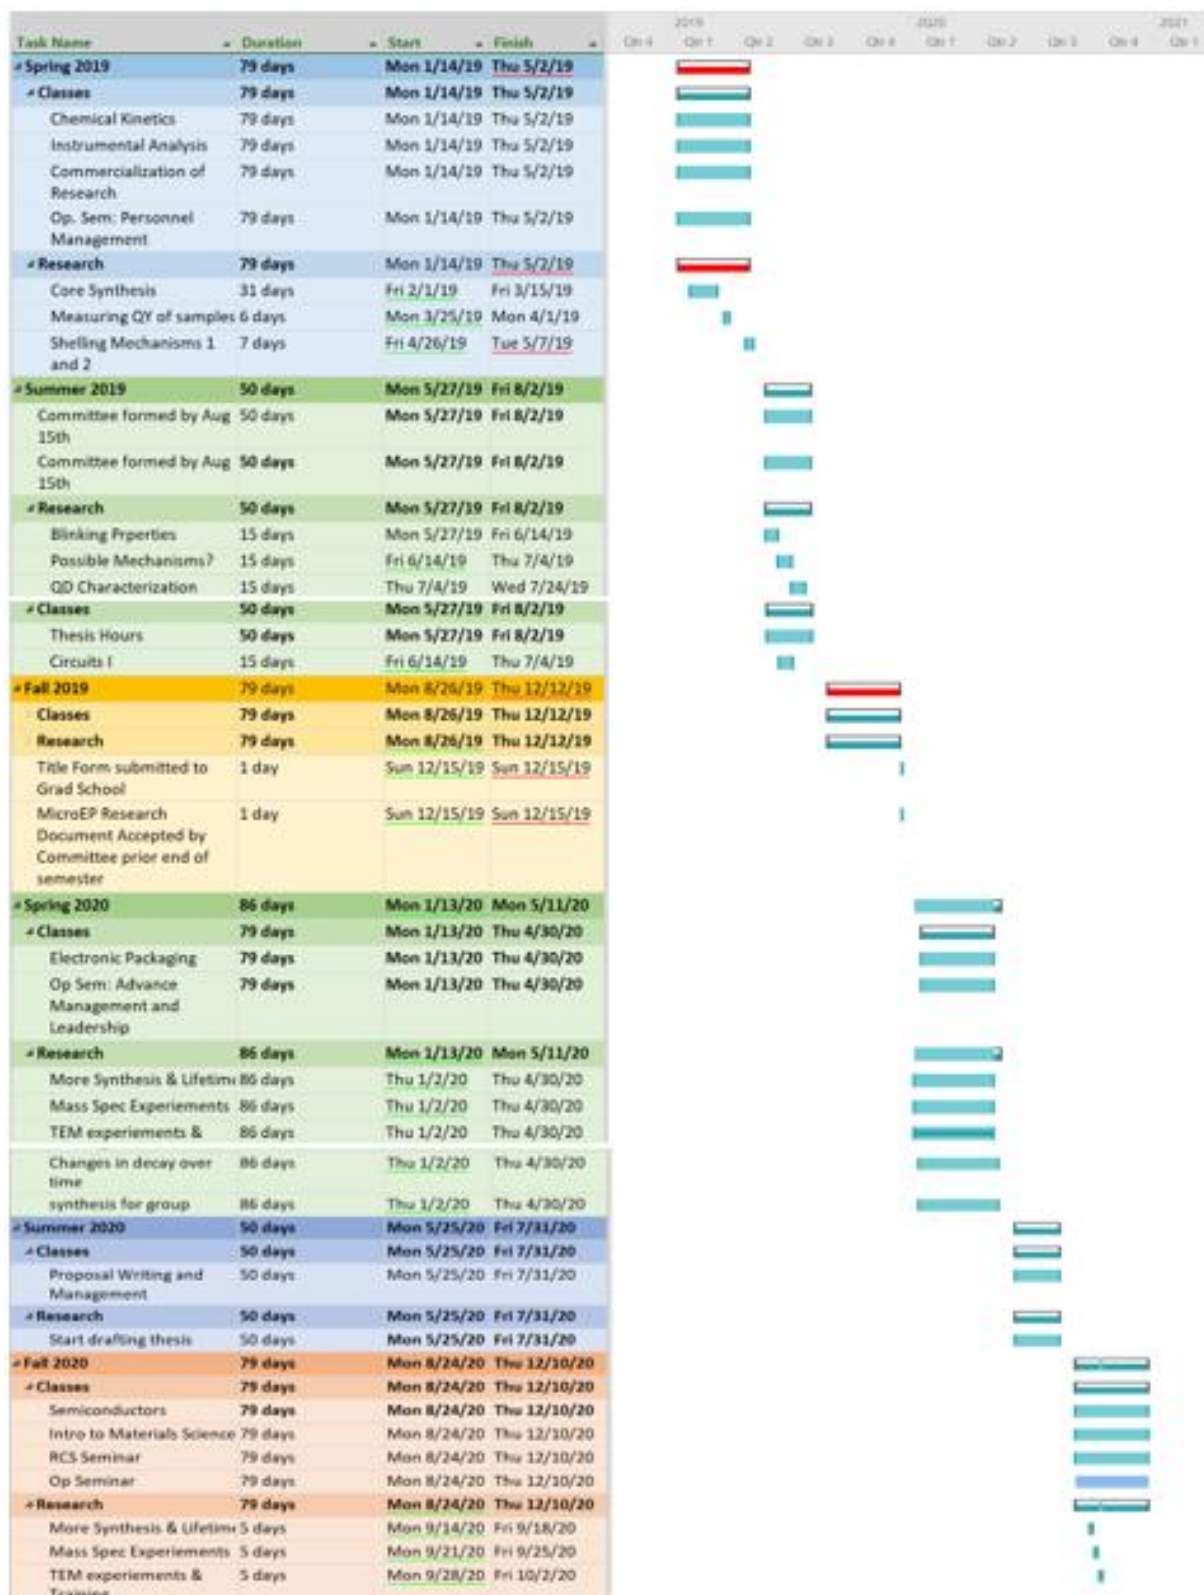 2019 2020 2021
Task Name Duration Start Finish Qtr 4 Qtr 1 Qtr 2 Qtr 3 Qtr 4 Qtr 1 Qtr 2 Qtr 3 Qtr 4 Qtr 1
Spring 2019 79 days Mon 1/14/19 Thu 5/2/19
Classes 79 days Mon 1/14/19 Thu 5/2/19
Chemical Kinetics 79 days Mon 1/14/19 Thu 5/2/19
Instrumental Analysis 79 days Mon 1/14/19 Thu 5/2/19
Commercialization of 79 days Mon 1/14/19 Thu 5/2/19
Research
Op. Sem: Personnel 79 days Mon 1/14/19 Thu 5/2/19
Management
Research 79 days Mon 1/14/19 Thu 5/2/19
Core Synthesis 31 days Fri 2/1/19 Fri 3/15/19
Measuring QY of samples 6 days Mon 3/25/19 Mon 4/1/19
Shelling Mechanisms 1 7 days Fri 4/26/19 Tue 5/7/19
and 2
Summer 2019 50 days Mon 5/27/19 Fri 8/2/19
Committee formed by Aug 50 days Mon 5/27/19 Fri 8/2/19
15th
Committee formed by Aug 50 days Mon 5/27/19 Fri 8/2/19
15th
Research 50 days Mon 5/27/19 Fri 8/2/19
Blinking Prperties 15 days Mon 5/27/19 Fri 6/14/19
Possible Mechanisms? 15 days Fri 6/14/19 Thu 7/4/19
QD Characterization 15 days Thu 7/4/19 Wed 7/24/19
Classes 50 days Mon 5/27/19 Fri 8/2/19
Thesis Hours 50 days Mon 5/27/19 Fri 8/2/19
Circuits I 15 days Fri 6/14/19 Thu 7/4/19
Fall 2019 79 days Mon 8/26/19 Thu 12/12/19
Classes 79 days Mon 8/26/19 Thu 12/12/19
Research 79 days Mon 8/26/19 Thu 12/12/19
Title Form submitted to 1 day Sun 12/15/19 Sun 12/15/19
Grad School
MicroEP Research 1 day Sun 12/15/19 Sun 12/15/19
Document Accepted by
Committee prior end of
semester
Spring 2020 86 days Mon 1/13/20 Mon 5/11/20
Classes 79 days Mon 1/13/20 Thu 4/30/20
Electronic Packaging 79 days Mon 1/13/20 Thu 4/30/20
Op Sem: Advance 79 days Mon 1/13/20 Thu 4/30/20
Management and
Leadership
Research 86 days Mon 1/13/20 Mon 5/11/20
More Synthesis & Lifetime 86 days Thu 1/2/20 Thu 4/30/20
Mass Spec Experiements 86 days Thu 1/2/20 Thu 4/30/20
TEM experiements & 86 days Thu 1/2/20 Thu 4/30/20
Changes in decay over 86 days Thu 1/2/20 Thu 4/30/20
time
synthesis for group 86 days Thu 1/2/20 Thu 4/30/20
Summer 2020 50 days Mon 5/25/20 Fri 7/31/20
Classes 50 days Mon 5/25/20 Fri 7/31/20
Proposal Writing and 50 days Mon 5/25/20 Fri 7/31/20
Management
Research 50 days Mon 5/25/20 Fri 7/31/20
Start drafting thesis 50 days Mon 5/25/20 Fri 7/31/20
Fall 2020 79 days Mon 8/24/20 Thu 12/10/20
Classes 79 days Mon 8/24/20 Thu 12/10/20
Semiconductors 79 days Mon 8/24/20 Thu 12/10/20
Intro to Materials Science 79 days Mon 8/24/20 Thu 12/10/20
RCS Seminar 79 days Mon 8/24/20 Thu 12/10/20
Op Seminar 79 days Mon 8/24/20 Thu 12/10/20
Research 79 days Mon 8/24/20 Thu 12/10/20
More Synthesis & Lifetime 5 days Mon 9/14/20 Fri 9/18/20
Mass Spec Experiements 5 days Mon 9/21/20 Fri 9/25/20
TEM experiements & 5 days Mon 9/28/20 Fri 10/2/20
Training